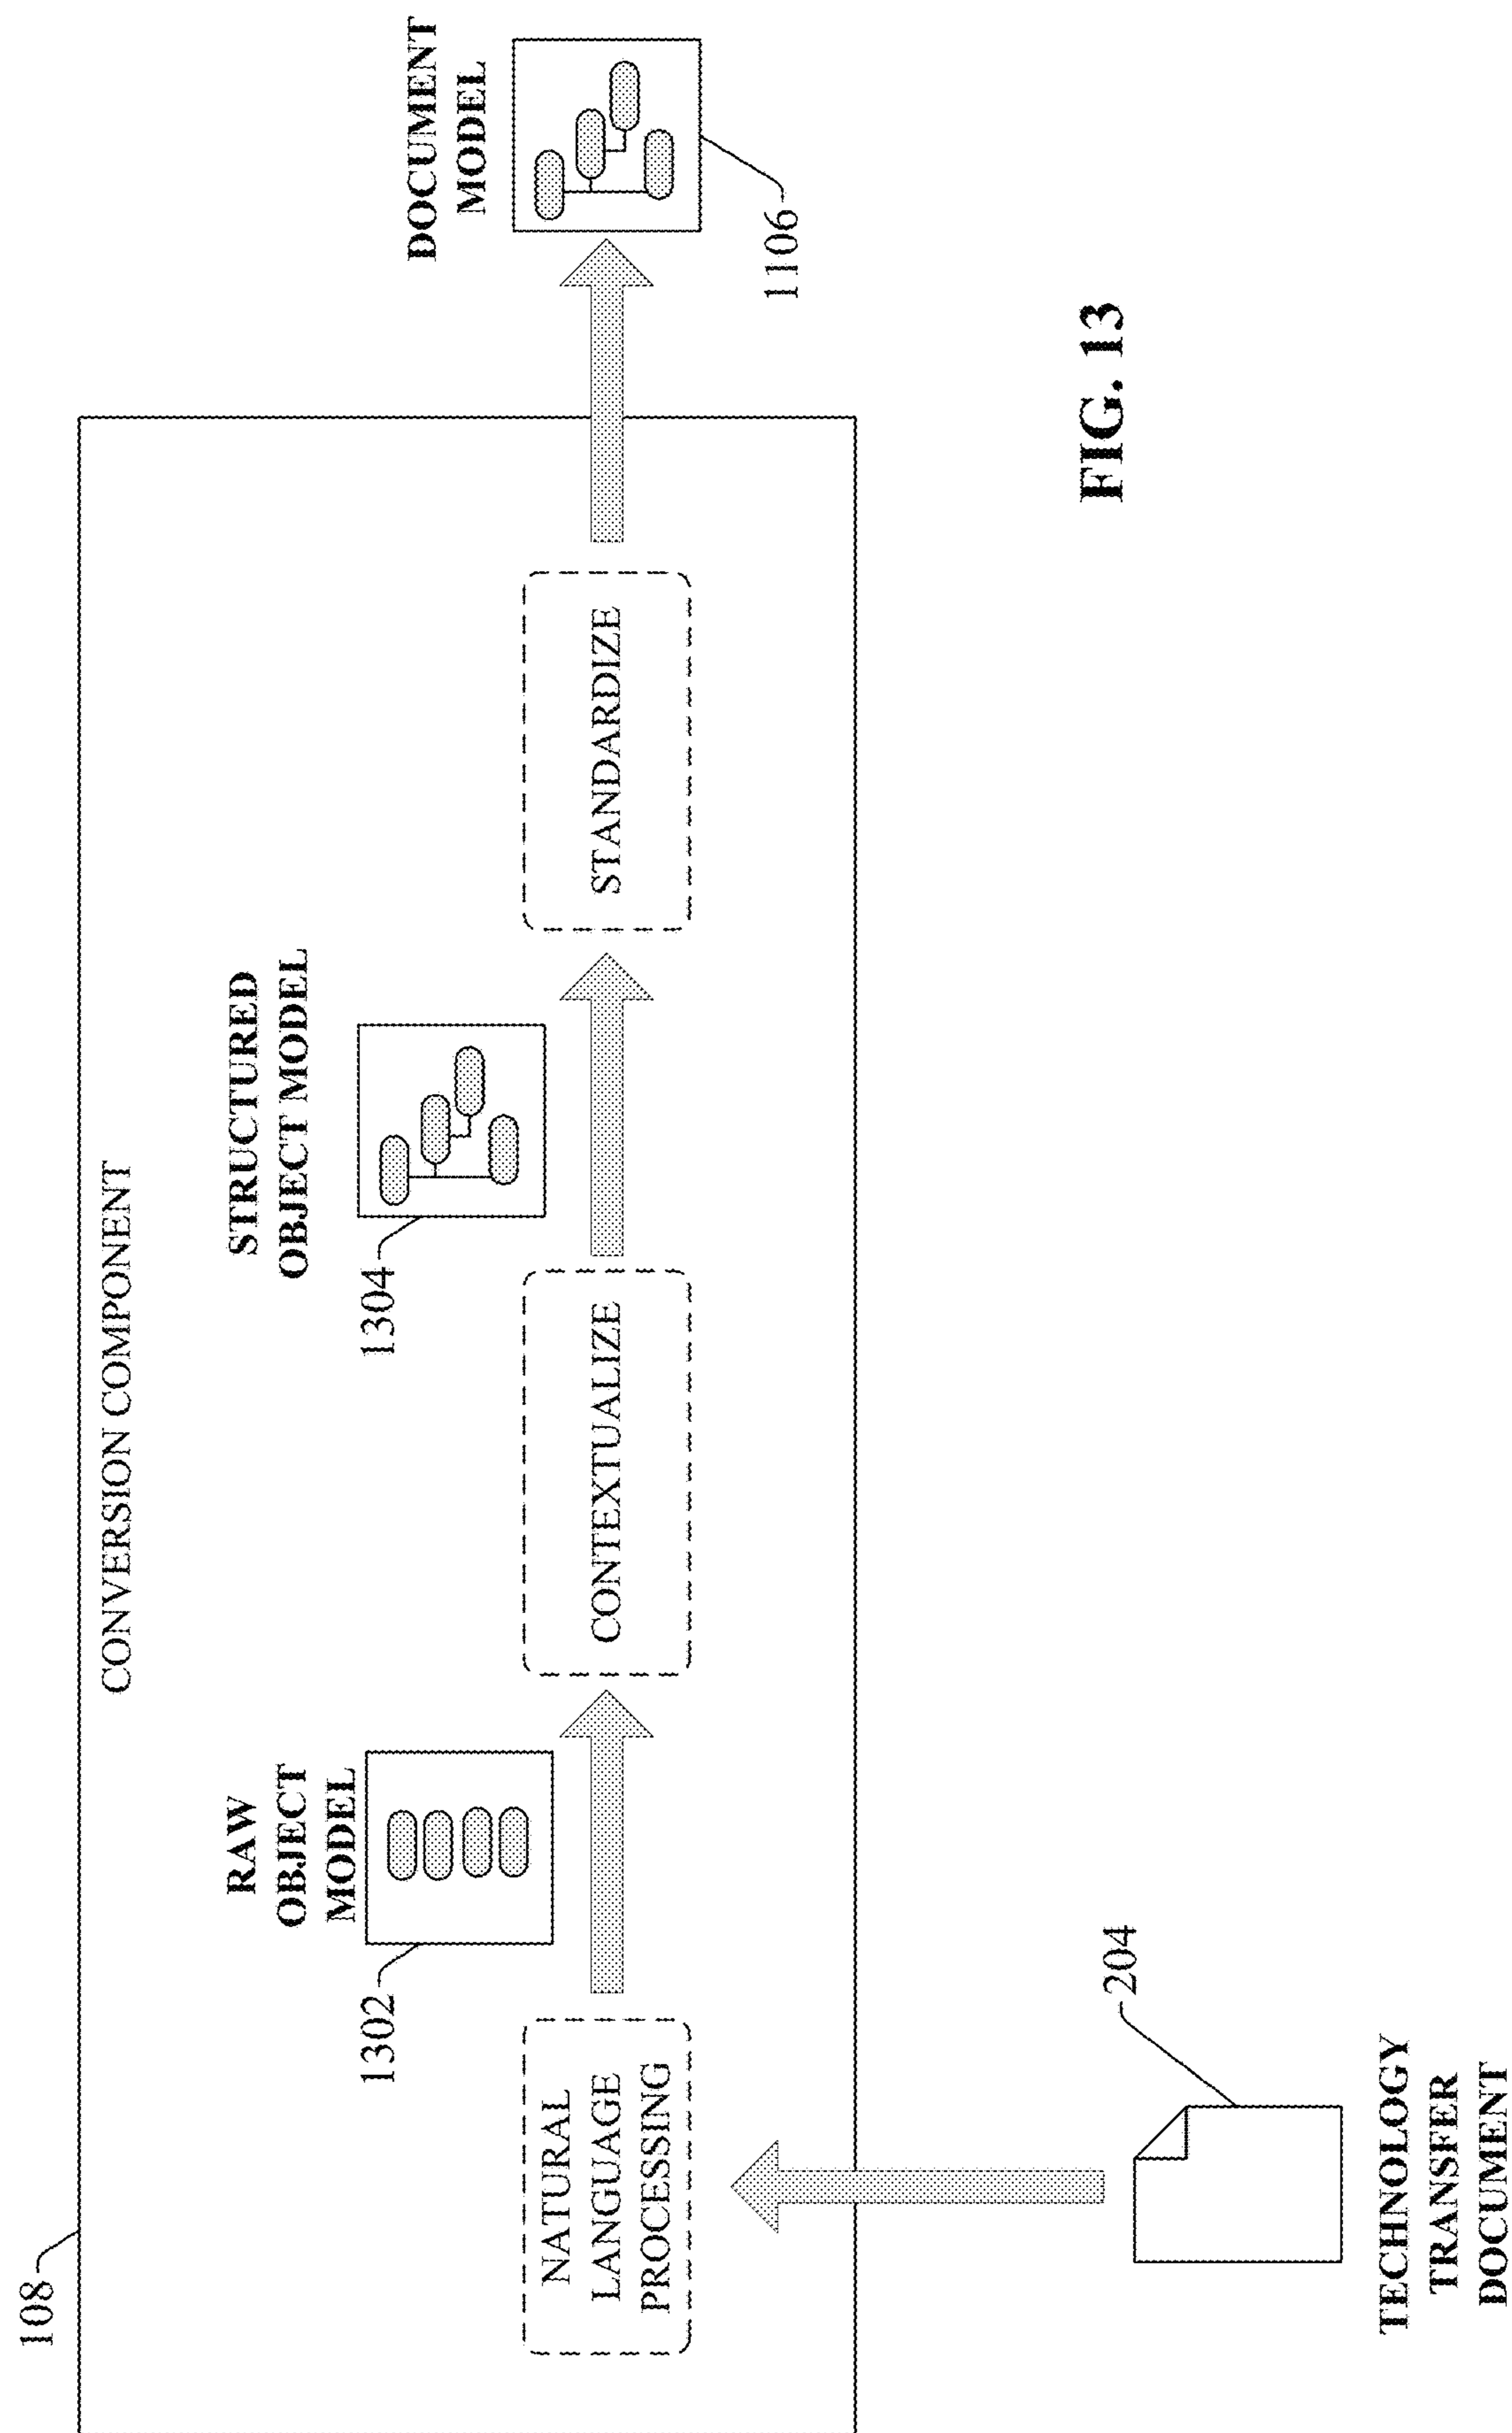 108
CONVERSION COMPONENT
RAW
OBJECT
MODEL
1302
STRUCTURED
OBJECT MODEL
1304
DOCUMENT
MODEL
1106
NATURAL
LANGUAGE
PROCESSING
CONTEXTUALIZE
STANDARDIZE
204
TECHNOLOGY
TRANSFER
DOCUMENT
FIG. 13